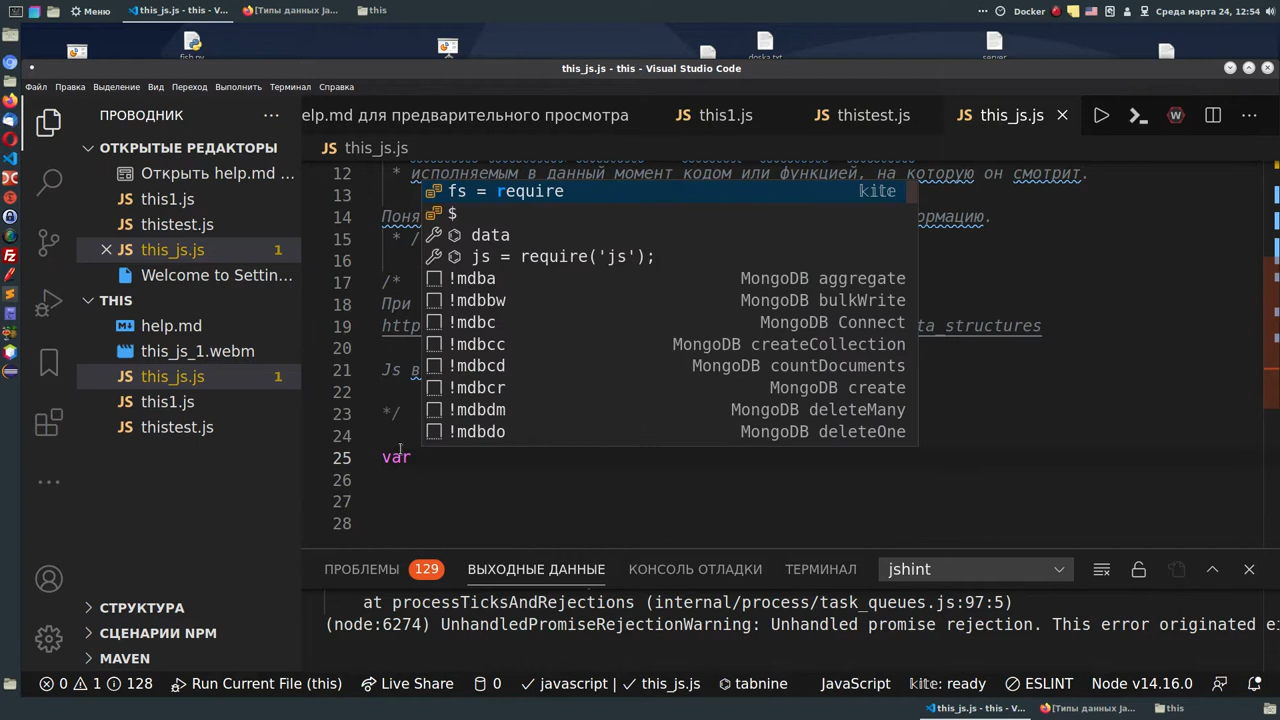 Меню
this_js.js - this - V...
[Типы данных Ja...
this
Docker
Среда марта 24, 12:54
fish.py
doska.txt
server
this_js.js - this - Visual Studio Code
Файл Правка Выделение Вид Переход Выполнить Терминал Справка
ПРОВОДНИК
elp.md для предварительного просмотра
this1.js
thistest.js
this_js.js
ОТКРЫТЫЕ РЕДАКТОРЫ
Открыть help.md ...
this1.js
thistest.js
this_js.js 1
Welcome to Settin...
THIS
help.md
this_js_1.webm
this_js.js 1
this1.js
thistest.js
СТРУКТУРА
СЦЕНАРИИ NPM
MAVEN
this_js.js
12 * исполняемым в данный момент кодом или функцией, на которую он смотрит.
13
14 Поня ормацию.
15 * /
16
17 /*
18 При
19 http ta_structures
20
21 Js в
22
23 */
24
25 var
26
27
28
fs = require kite
$
data
js = require('js');
!mdba MongoDB aggregate
!mdbbw MongoDB bulkWrite
!mdbc MongoDB Connect
!mdbcc MongoDB createCollection
!mdbcd MongoDB countDocuments
!mdbcr MongoDB create
!mdbdm MongoDB deleteMany
!mdbdo MongoDB deleteOne
ПРОБЛЕМЫ 129 ВЫХОДНЫЕ ДАННЫЕ КОНСОЛЬ ОТЛАДКИ ТЕРМИНАЛ jshint
at processTicksAndRejections (internal/process/task_queues.js:97:5)
(node:6274) UnhandledPromiseRejectionWarning: Unhandled promise rejection. This error originated ei
0 1 128 Run Current File (this) Live Share 0 javascript | this_js.js tabnine JavaScript kite: ready ESLINT Node v14.16.0
this_js.js - this - V...
[Типы данных Ja...
this